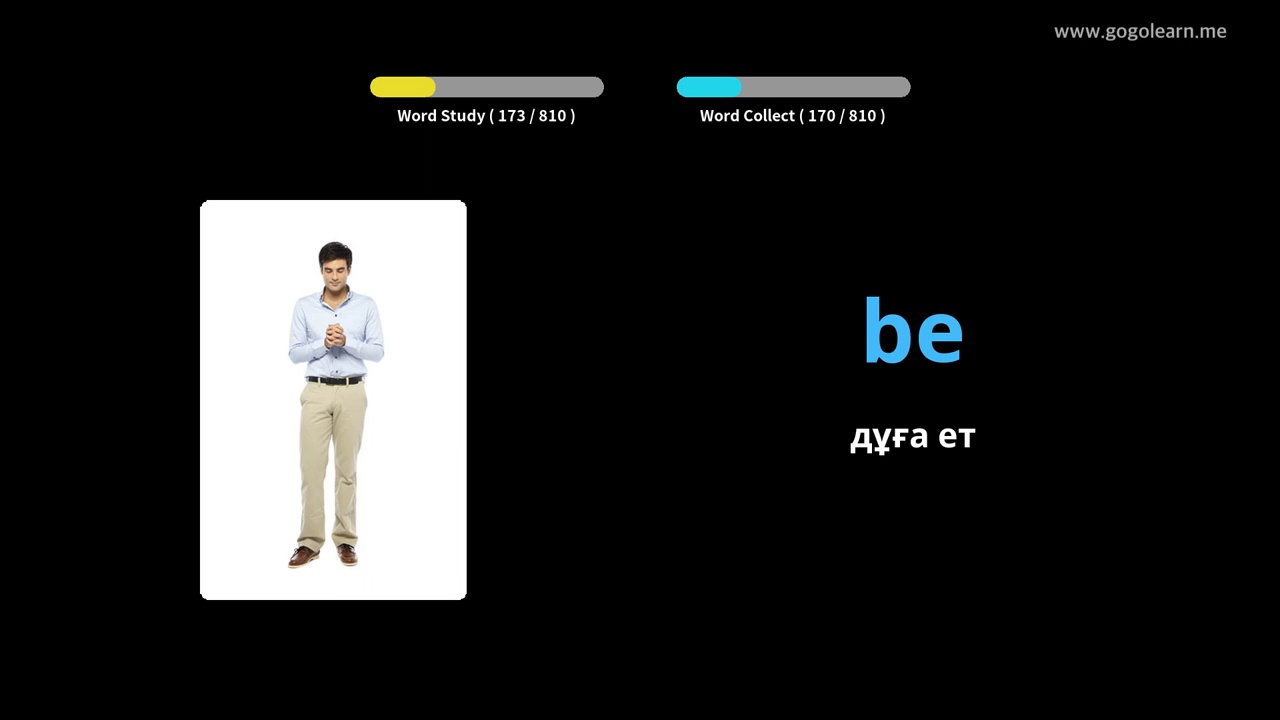 www.gogolearn.me
Word Study ( 173 / 810 )
Word Collect ( 170 / 810 )
be
дұға ет